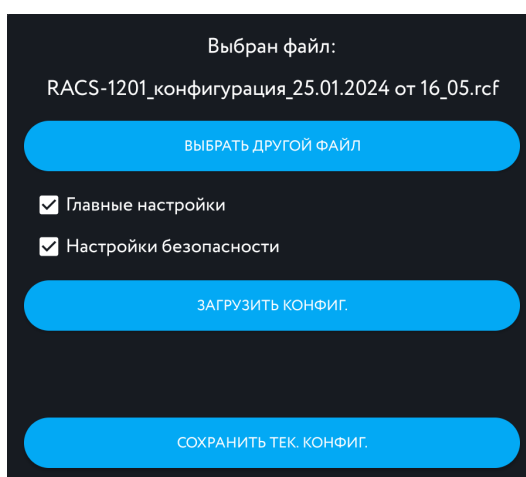 Выбран файл:
RACS-1201_конфигурация_25.01.2024 от 16_05.rcf
ВЫБРАТЬ ДРУГОЙ ФАЙЛ
Главные настройки
Настройки безопасности
ЗАГРУЗИТЬ КОНФИГ.
СОХРАНИТЬ ТЕК. КОНФИГ.